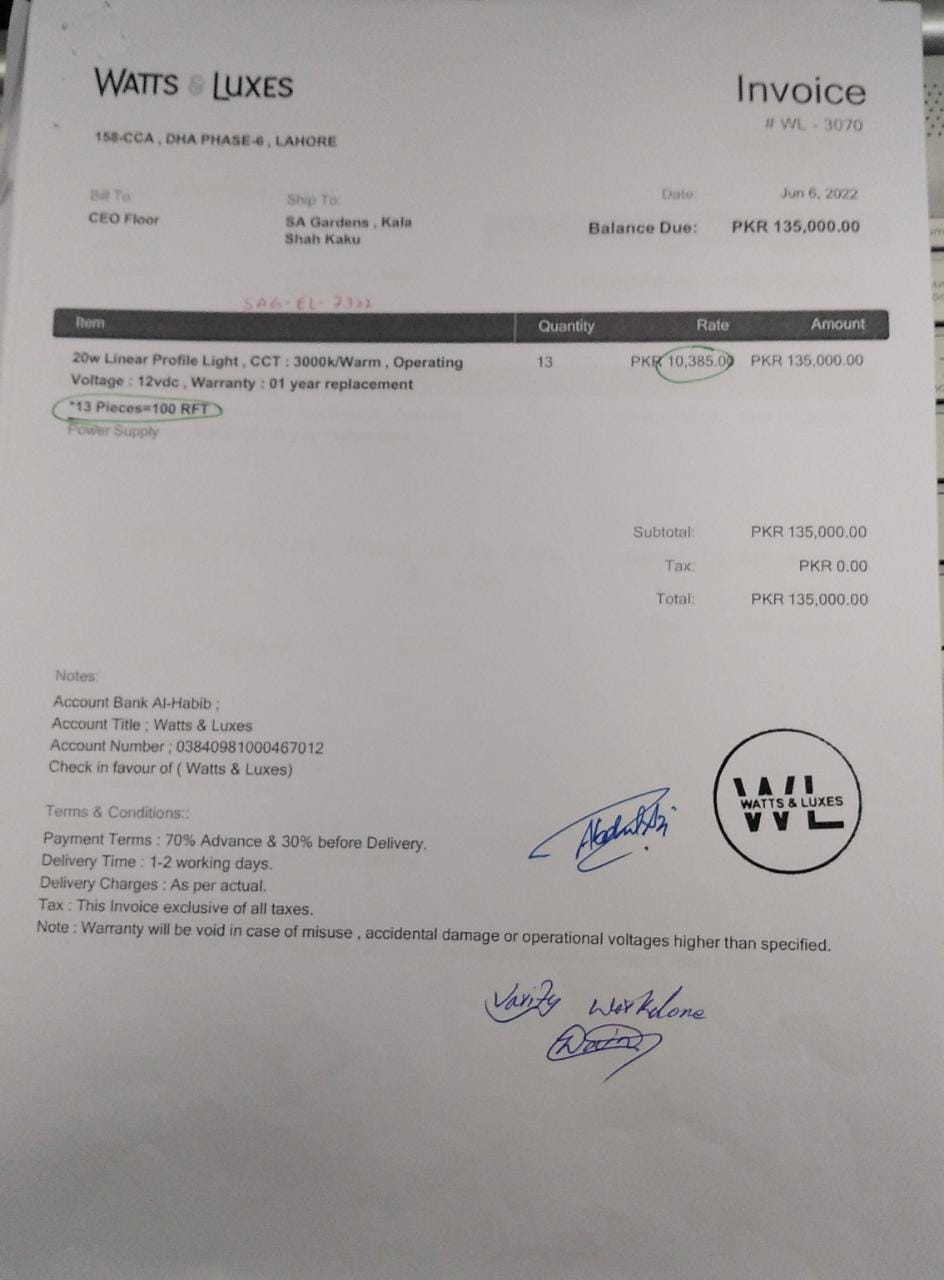 WATTS & LUXES
Invoice
# WL - 3070
158-CCA , DHA PHASE-6 , LAHORE
Bill To:
CEO Floor
Ship To:
SA Gardens , Kala
Shah Kaku
Date: Jun 6, 2022
Balance Due: PKR 135,000.00
SAG-EL-7322
Item Quantity Rate Amount
20w Linear Profile Light , CCT : 3000k/Warm , Operating 13 PKR 10,385.00 PKR 135,000.00
Voltage : 12vdc , Warranty : 01 year replacement
*13 Pieces=100 RFT
Power Supply
Subtotal: PKR 135,000.00
Tax: PKR 0.00
Total: PKR 135,000.00
Notes:
Account Bank Al-Habib ;
Account Title ; Watts & Luxes
Account Number ; 03840981000467012
Check in favour of ( Watts & Luxes)
WL
WATTS & LUXES
Terms & Conditions::
Payment Terms : 70% Advance & 30% before Delivery.
Delivery Time : 1-2 working days.
Delivery Charges : As per actual.
Tax : This Invoice exclusive of all taxes.
Note : Warranty will be void in case of misuse , accidental damage or operational voltages higher than specified.
Varify Workdone